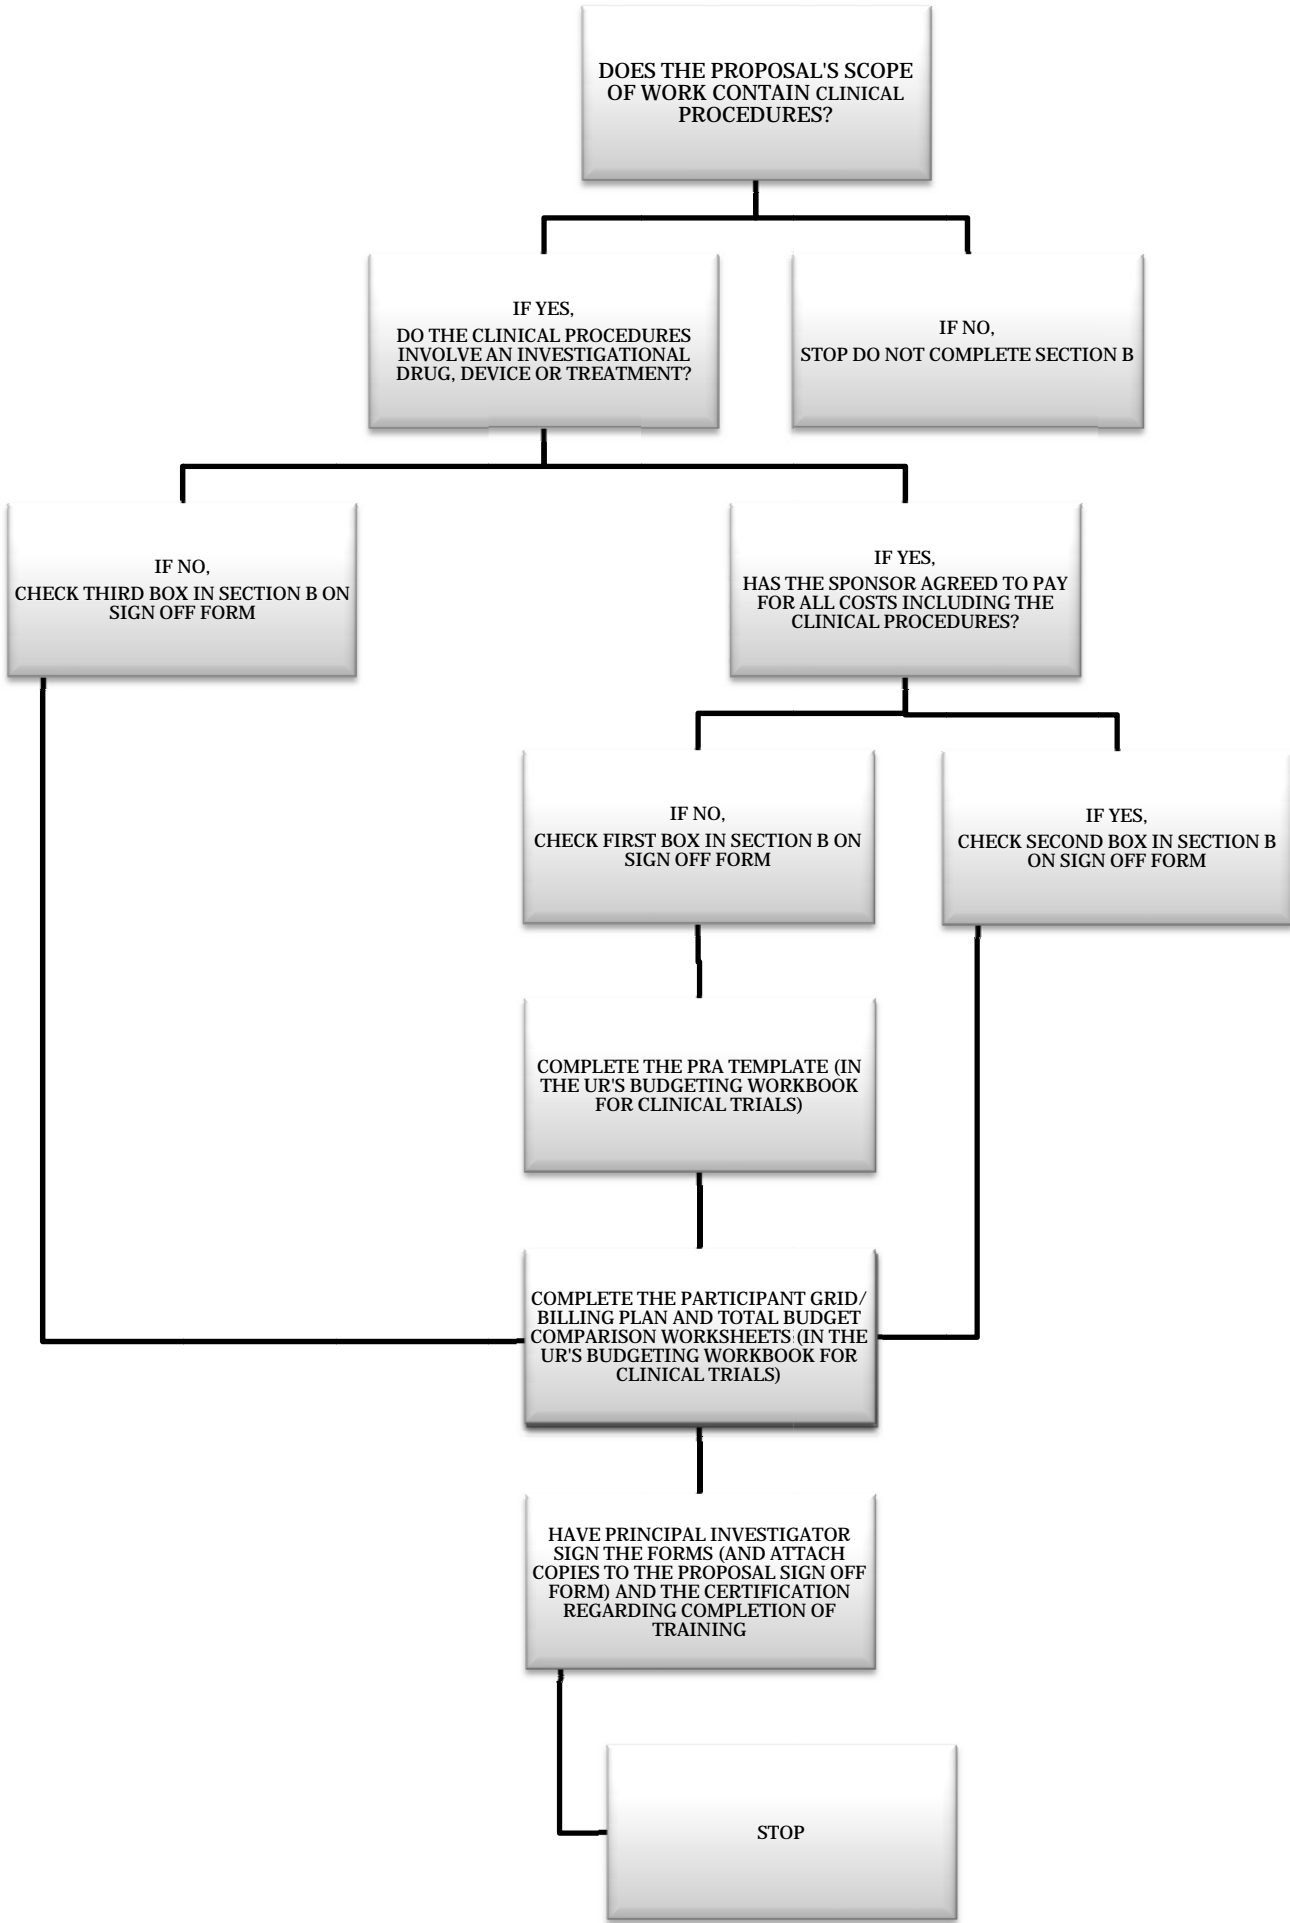 DOES THE PROPOSAL'S SCOPE
OF WORK CONTAIN CLINICAL
PROCEDURES?
IF YES,
DO THE CLINICAL PROCEDURES
INVOLVE AN INVESTIGATIONAL
DRUG, DEVICE OR TREATMENT?
IF NO,
STOP DO NOT COMPLETE SECTION B
IF NO,
CHECK THIRD BOX IN SECTION B ON
SIGN OFF FORM
IF YES,
HAS THE SPONSOR AGREED TO PAY
FOR ALL COSTS INCLUDING THE
CLINICAL PROCEDURES?
IF NO,
CHECK FIRST BOX IN SECTION B ON
SIGN OFF FORM
IF YES,
CHECK SECOND BOX IN SECTION B
ON SIGN OFF FORM
COMPLETE THE PRA TEMPLATE (IN
THE UR'S BUDGETING WORKBOOK
FOR CLINICAL TRIALS)
COMPLETE THE PARTICIPANT GRID/
BILLING PLAN AND TOTAL BUDGET
COMPARISON WORKSHEETS (IN THE
UR'S BUDGETING WORKBOOK FOR
CLINICAL TRIALS)
HAVE PRINCIPAL INVESTIGATOR
SIGN THE FORMS (AND ATTACH
COPIES TO THE PROPOSAL SIGN OFF
FORM) AND THE CERTIFICATION
REGARDING COMPLETION OF
TRAINING
STOP